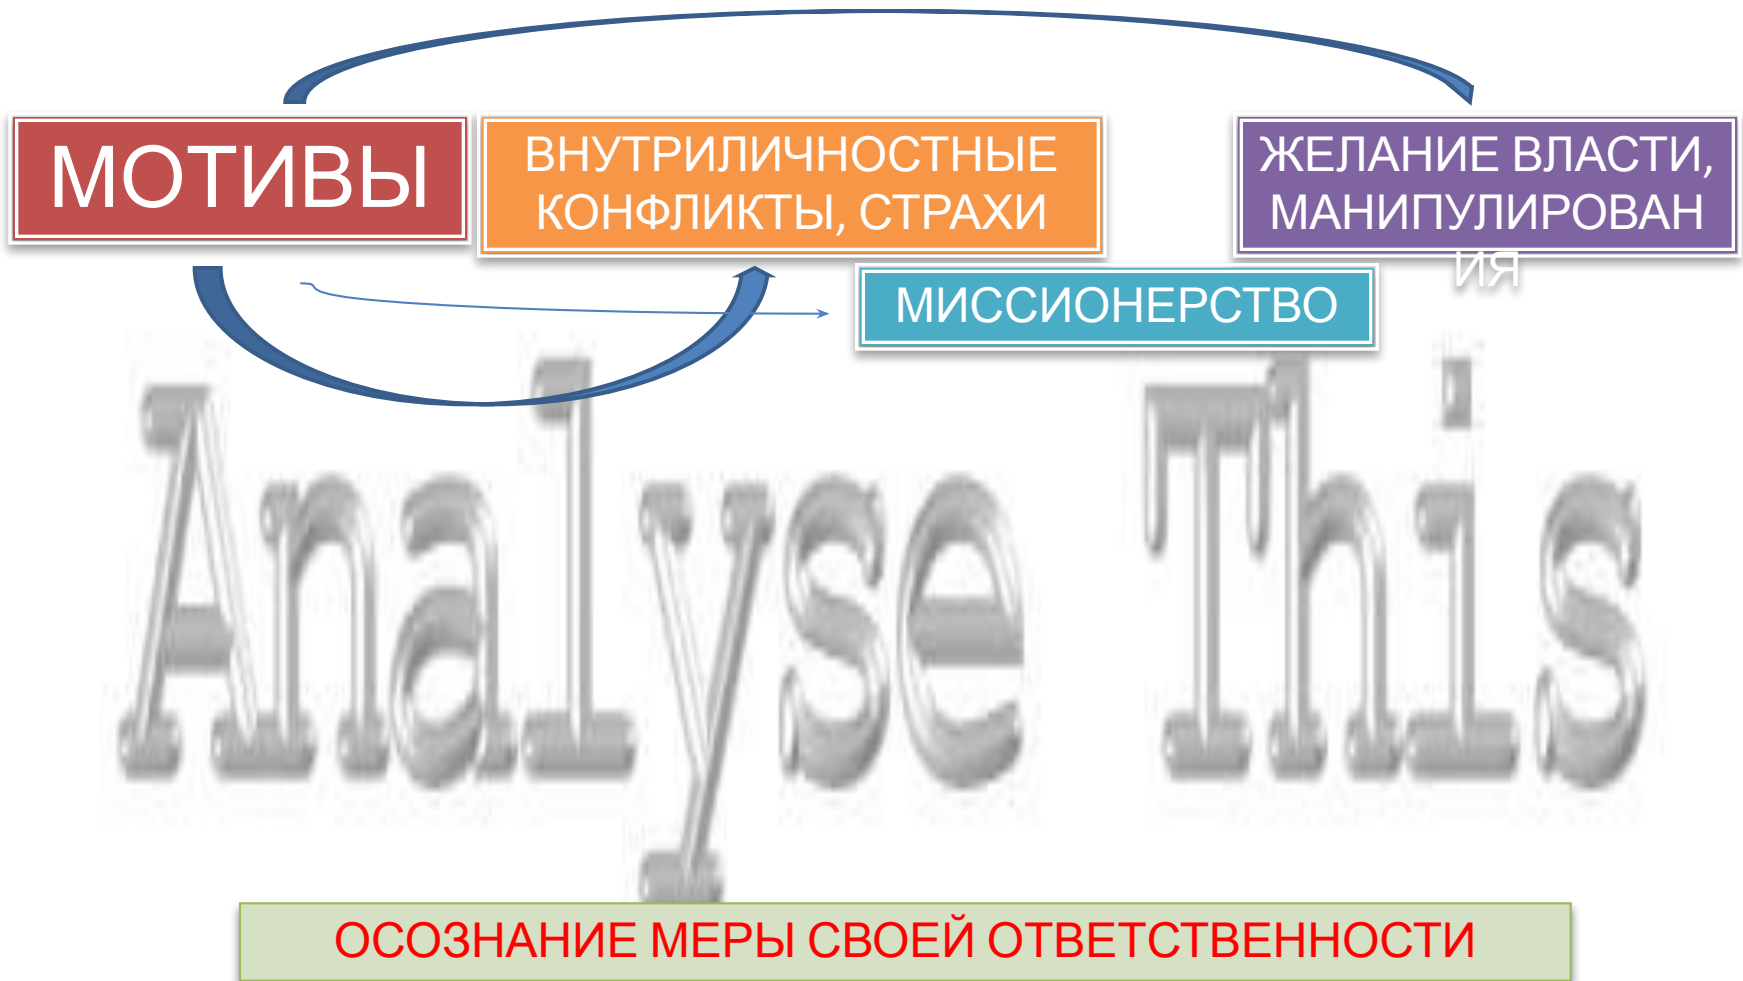 МОТИВЫ
ВНУТРИЛИЧНОСТНЫЕ
КОНФЛИКТЫ, СТРАХИ
ЖЕЛАНИЕ ВЛАСТИ,
МАНИПУЛИРОВАН
ИЯ
МИССИОНЕРСТВО
Analyse This
ОСОЗНАНИЕ МЕРЫ СВОЕЙ ОТВЕТСТВЕННОСТИ